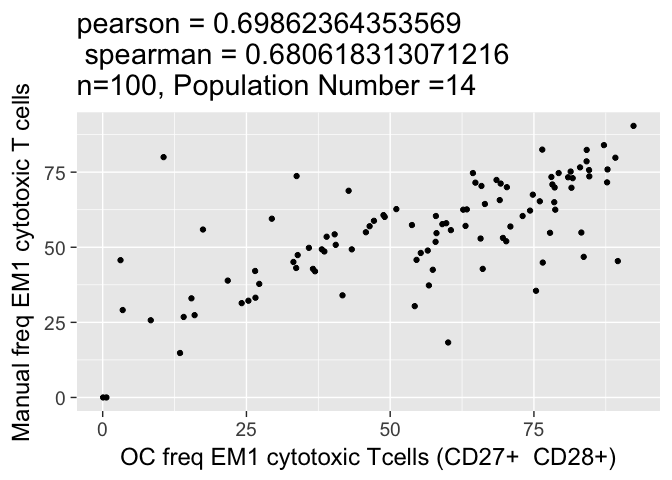 pearson = 0.69862364353569
spearman = 0.680618313071216
n=100, Population Number =14
Manual freq EM1 cytotoxic T cells
75
50
25
0
0
25
50
75
OC freq EM1 cytotoxic Tcells (CD27+ CD28+)